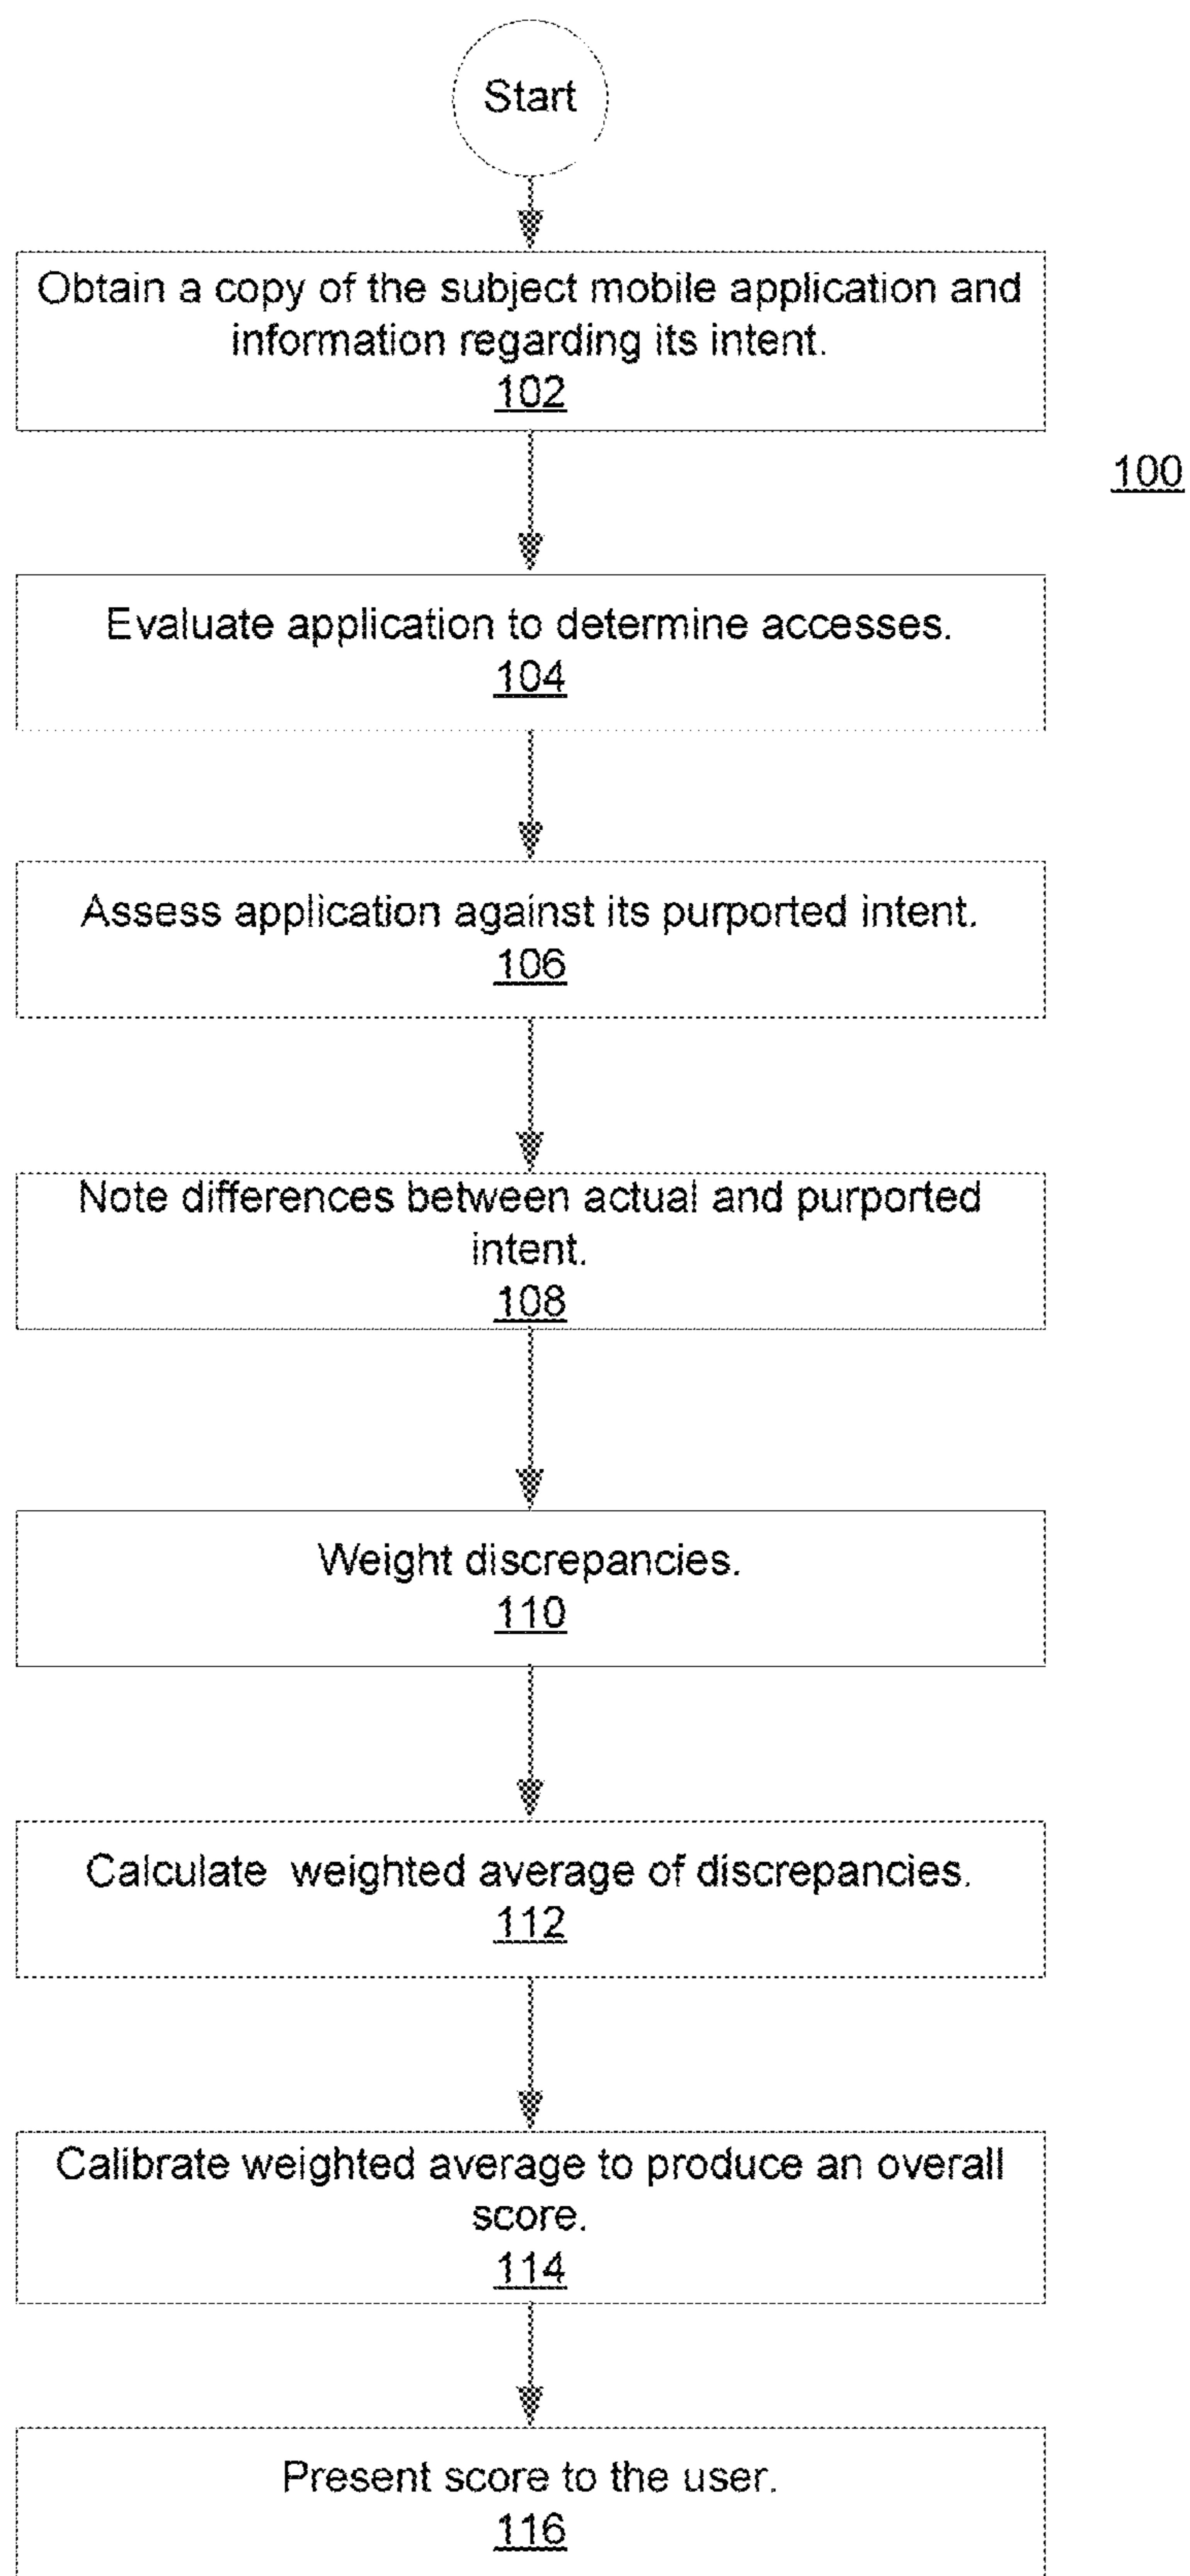 Start
Obtain a copy of the subject mobile application and
information regarding its intent.
102
100
Evaluate application to determine accesses.
104
Assess application against its purported intent.
106
Note differences between actual and purported
intent.
108
Weight discrepancies.
110
Calculate weighted average of discrepancies.
112
Calibrate weighted average to produce an overall
score.
114
Present score to the user.
116